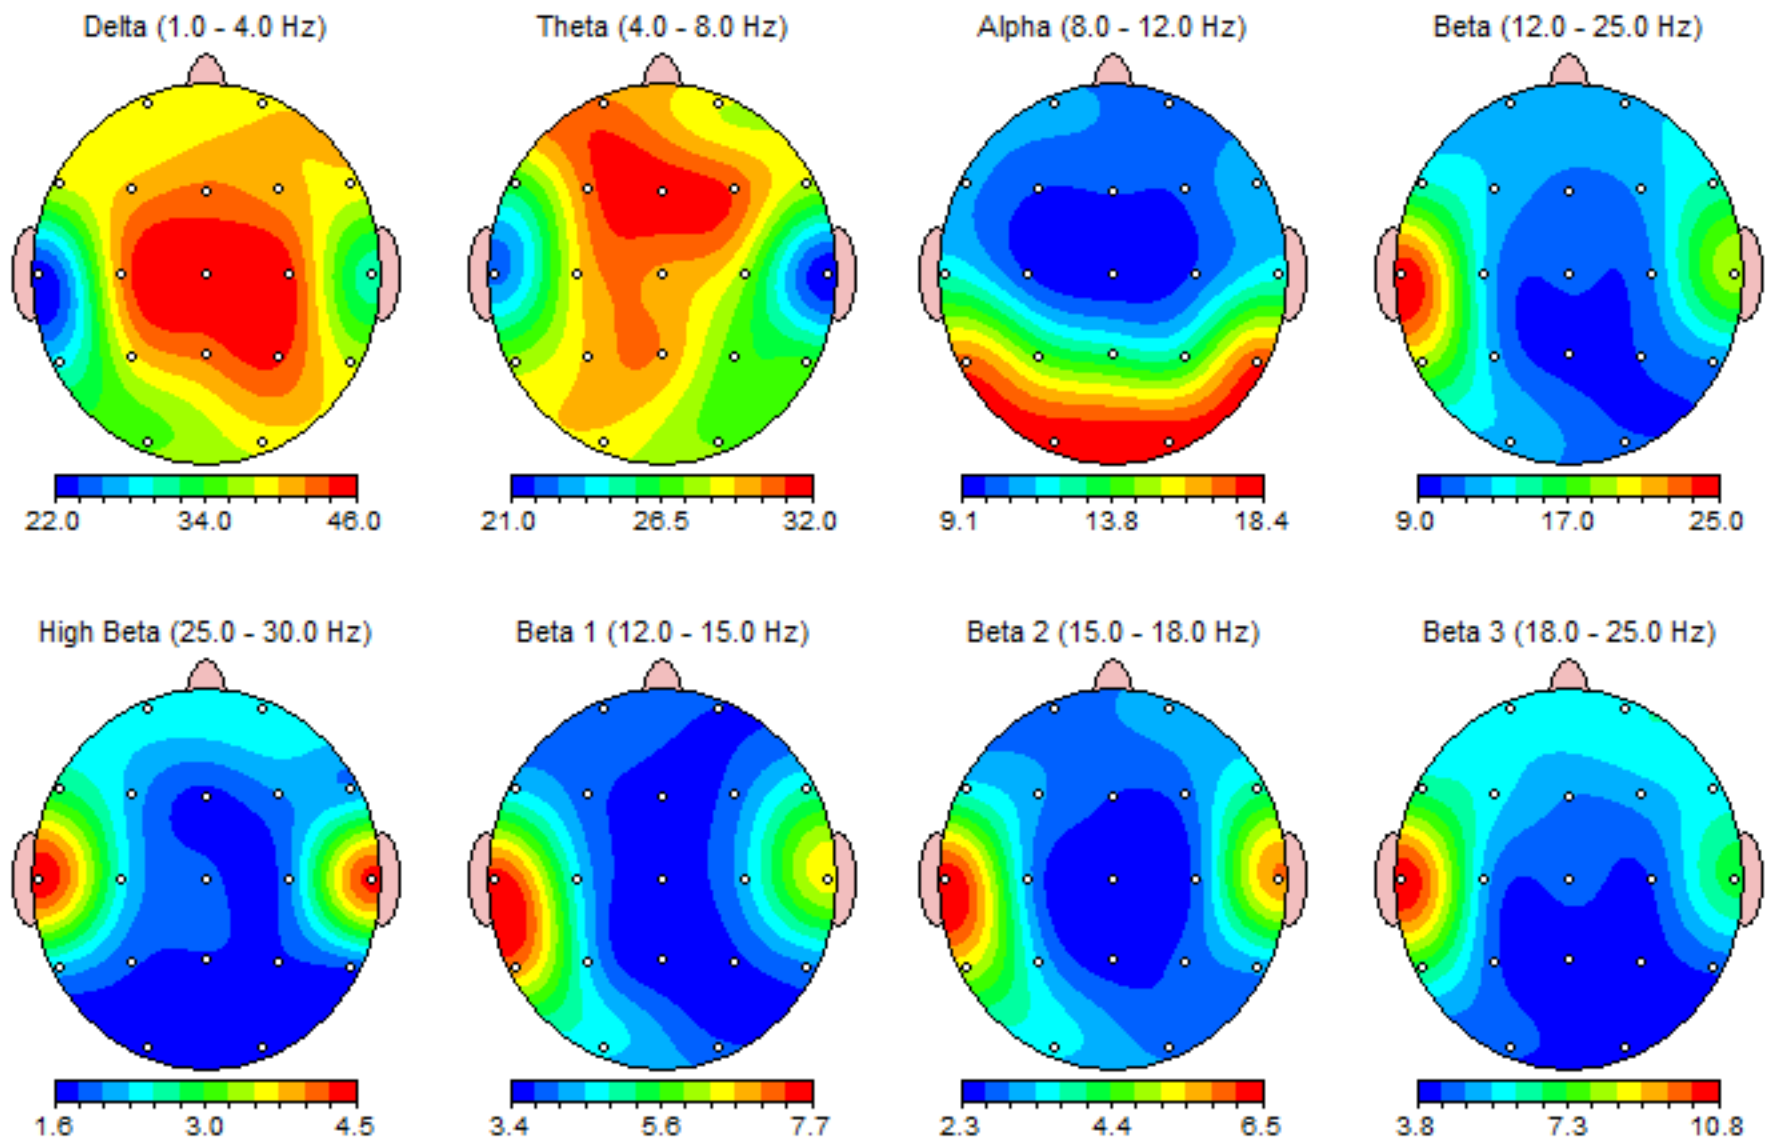 Delta (1.0 - 4.0 Hz)
Theta (4.0 - 8.0 Hz)
Alpha (8.0 - 12.0 Hz)
Beta (12.0 - 25.0 Hz)
22.0 34.0 46.0
21.0 26.5 32.0
9.1 13.8 18.4
9.0 17.0 25.0
High Beta (25.0 - 30.0 Hz)
Beta 1 (12.0 - 15.0 Hz)
Beta 2 (15.0 - 18.0 Hz)
Beta 3 (18.0 - 25.0 Hz)
1.6 3.0 4.5
3.4 5.6 7.7
2.3 4.4 6.5
3.8 7.3 10.8